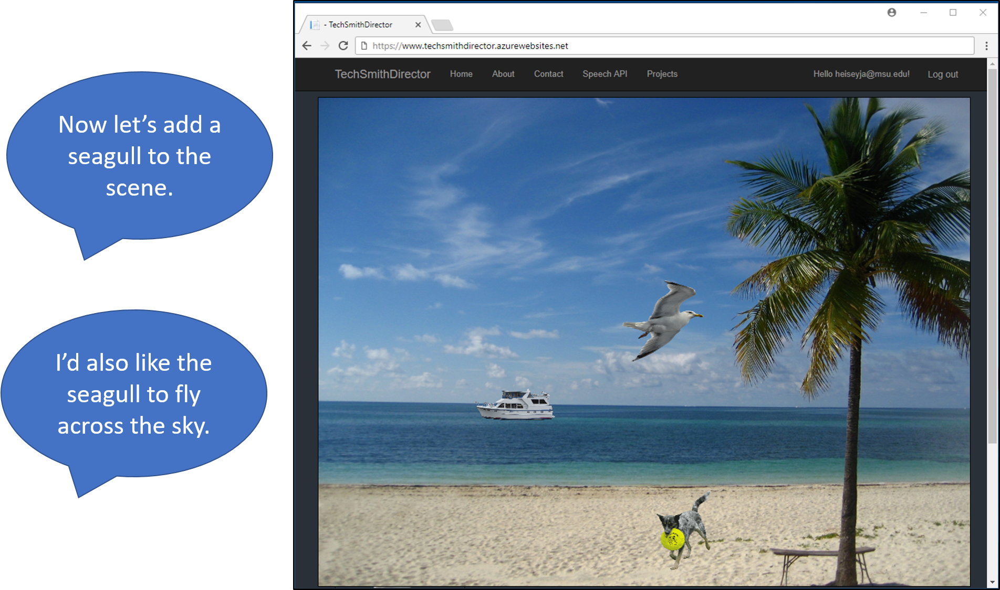 Now let’s add a
seagull to the
scene.
I’d also like the
seagull to fly
across the sky.
- TechSmithDirector
https://www.techsmithdirector.azurewebsites.net
TechSmithDirector Home About Contact Speech API Projects Hello heiseyja@msu.edu! Log out